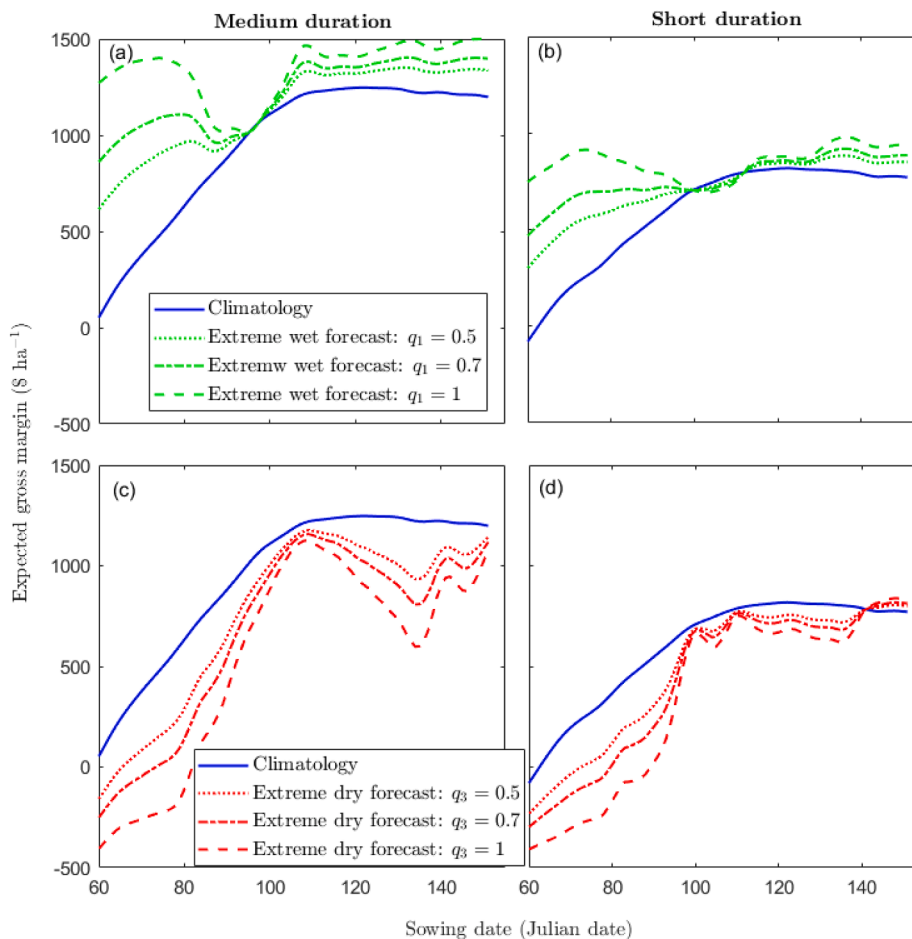 Medium duration
Short duration
(a)
(b)
1500
1000
500
0
-500
Climatology
Extreme wet forecast: q₁ = 0.5
Extremw wet forecast: q₁ = 0.7
Extreme wet forecast: q₁ = 1
Expected gross margin ($ ha⁻¹)
(c)
(d)
1500
1000
500
0
-500
Climatology
Extreme dry forecast: q₃ = 0.5
Extreme dry forecast: q₃ = 0.7
Extreme dry forecast: q₃ = 1
60 80 100 120 140
60 80 100 120 140
Sowing date (Julian date)